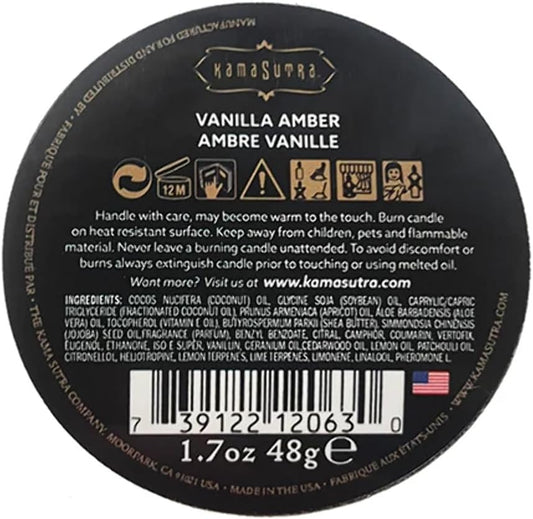 MANUFACTURED FOR AND DISTRIBUTED BY • FABRIQUÉ POUR ET DISTRIBUÉ PAR • THE KAMA SUTRA COMPANY, MOORPARK, CA 91021 USA • MADE IN THE USA • FABRIQUÉ AUX ÉTATS-UNIS • WWW.KAMASUTRA.COM
KAMASUTRA
VANILLA AMBER
AMBRE VANILLE
12M
Handle with care, may become warm to the touch. Burn candle
on heat resistant surface. Keep away from children, pets and flammable
material. Never leave a burning candle unattended. To avoid discomfort or
burns always extinguish candle prior to touching or using melted oil.
Want more? Visit us at www.kamasutra.com
INGREDIENTS: COCOS NUCIFERA (COCONUT) OIL, GLYCINE SOJA (SOYBEAN) OIL, CAPRYLIC/CAPRIC
TRIGLYCERIDE (FRACTIONATED COCONUT OIL), PRUNUS ARMENIACA (APRICOT) OIL, ALOE BARBADENSIS (ALOE
VERA) OIL, TOCOPHEROL (VITAMIN E OIL), BUTYROSPERMUM PARKII (SHEA BUTTER), SIMMONDSIA CHINENSIS
(JOJOBA) SEED OIL, FRAGRANCE (PARFUM), BENZYL BENZOATE, CITRAL, CAMPHOR, COUMARIN, VERTOFIX,
EUGENOL, ETHANONE, ISO E SUPER, VANILLIN, GERANIUM OIL, CEDARWOOD OIL, LEMON OIL, PATCHOULI OIL,
CITRONELLOL, HELIOTROPINE, LEMON TERPENES, LIME TERPENES, LIMONENE, LINALOOL, PHEROMONE L.
7 39122 12063 0
1.7oz 48g e